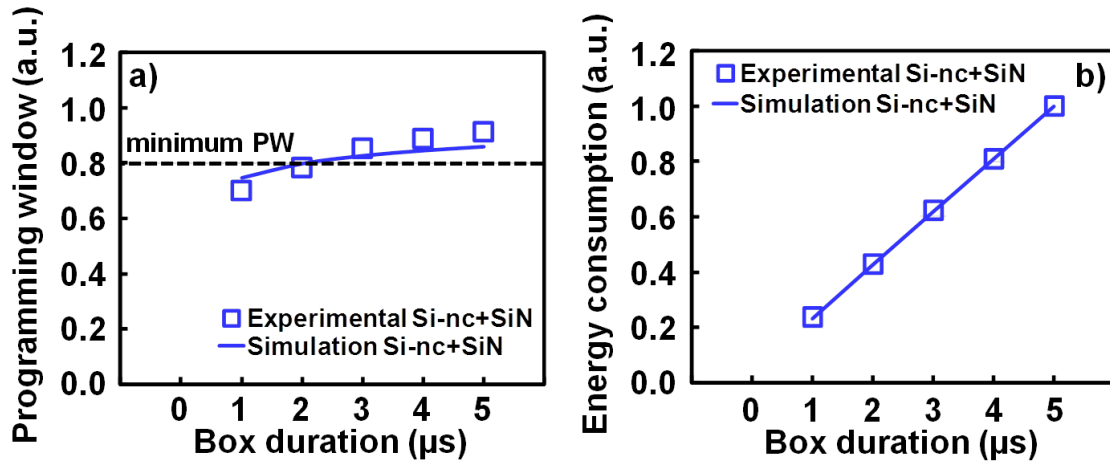 Programming window (a.u.)
1.2
1.0
0.8
0.6
0.4
0.2
0.0
a)
minimum PW
Experimental Si-nc+SiN
Simulation Si-nc+SiN
0 1 2 3 4 5
Box duration (µs)
Energy consumption (a.u.)
1.2
1.0
0.8
0.6
0.4
0.2
0.0
Experimental Si-nc+SiN
Simulation Si-nc+SiN
b)
0 1 2 3 4 5
Box duration (µs)